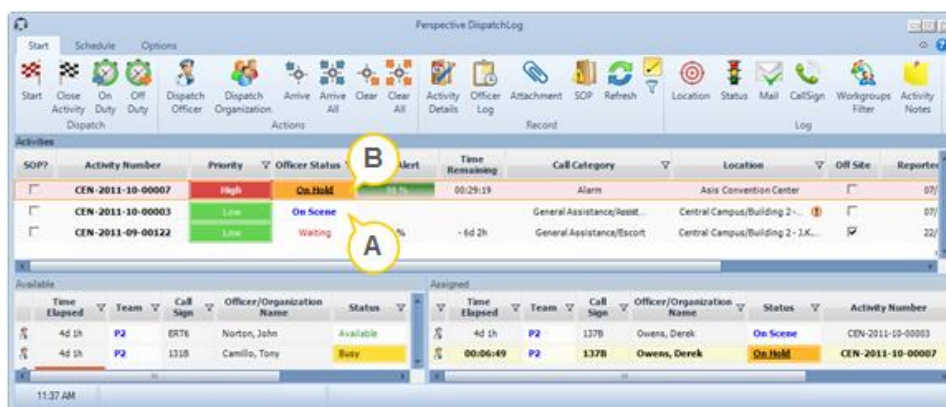 Perspective DispatchLog
Start Schedule Options
Start Close Activity On Duty Off Duty Dispatch Officer Dispatch Organization Arrive Arrive All Clear Clear All Activity Details Officer Log Attachment SOP Refresh Location Status Mail CallSign Workgroups Filter Activity Notes
Dispatch Actions Record Log
Activities
SOP? Activity Number Priority Officer Status B Alert Time Remaining Call Category Location Off Site Reported
CEN-2011-10-00007 High On Hold 00:29:19 Alarm Asis Convention Center 07/
CEN-2011-10-00003 Low On Scene General Assistance/Assist... Central Campus/Building 2 -... 07/
CEN-2011-09-00122 Low Waiting A % - 6d 2h General Assistance/Escort Central Campus/Building 2 - J.K... 22/
Available Assigned
Time Elapsed Team Call Sign Officer/Organization Name Status Time Elapsed Team Call Sign Officer/Organization Name Status Activity Number
4d 1h P2 ERT6 Norton, John Available 4d 1h P2 137B Owens, Derek On Scene CEN-2011-10-00003
4d 1h P2 131B Camillo, Tony Busy 00:06:49 P2 137B Owens, Derek On Hold CEN-2011-10-00007
11:37 AM